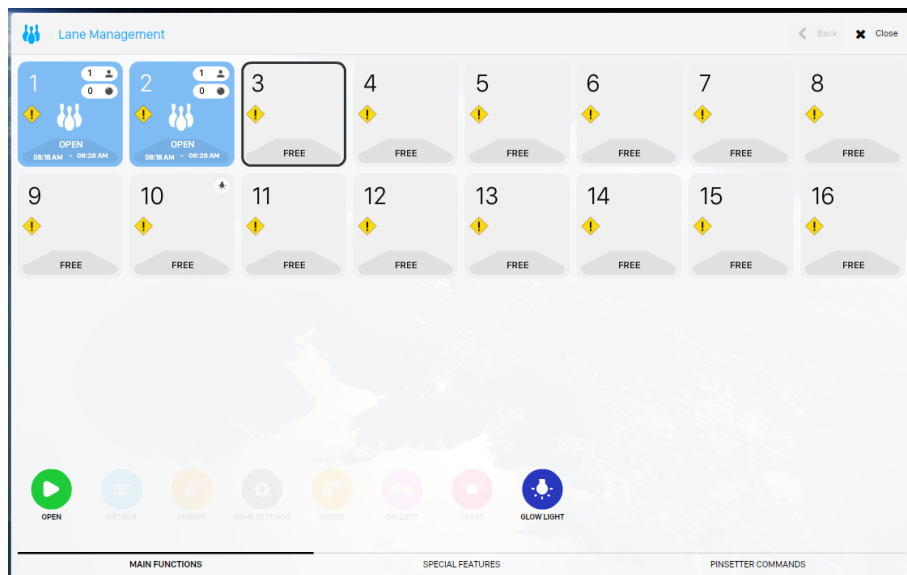 Lane Management
Back
Close
1
1
0
OPEN
08:18 AM - 08:28 AM
2
1
0
OPEN
08:18 AM - 08:28 AM
3
FREE
4
FREE
5
FREE
6
FREE
7
FREE
8
FREE
9
FREE
10
FREE
11
FREE
12
FREE
13
FREE
14
FREE
15
FREE
16
FREE
OPEN
DETAILS
MODIFY
GAME SETTINGS
SCORE
COLLECT
CLOSE
GLOW LIGHT
MAIN FUNCTIONS
SPECIAL FEATURES
PINSETTER COMMANDS